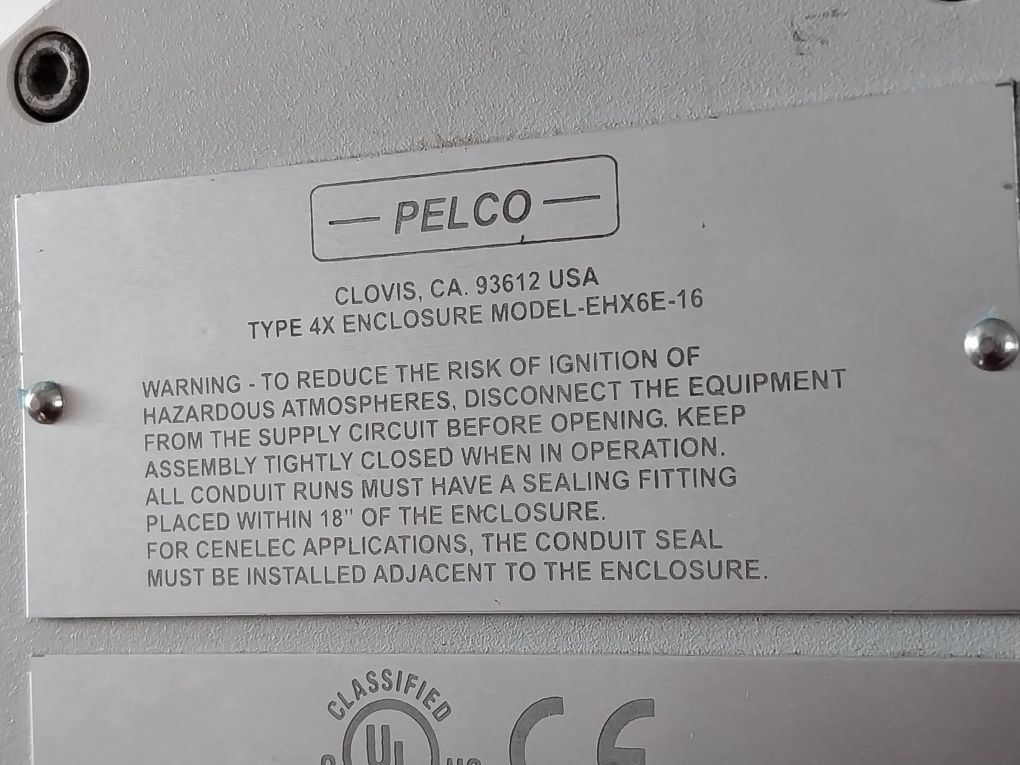 — PELCO —
CLOVIS, CA. 93612 USA
TYPE 4X ENCLOSURE MODEL-EHX6E-16
WARNING - TO REDUCE THE RISK OF IGNITION OF
HAZARDOUS ATMOSPHERES, DISCONNECT THE EQUIPMENT
FROM THE SUPPLY CIRCUIT BEFORE OPENING. KEEP
ASSEMBLY TIGHTLY CLOSED WHEN IN OPERATION.
ALL CONDUIT RUNS MUST HAVE A SEALING FITTING
PLACED WITHIN 18" OF THE ENCLOSURE.
FOR CENELEC APPLICATIONS, THE CONDUIT SEAL
MUST BE INSTALLED ADJACENT TO THE ENCLOSURE.
CLASSIFIED
UL CE